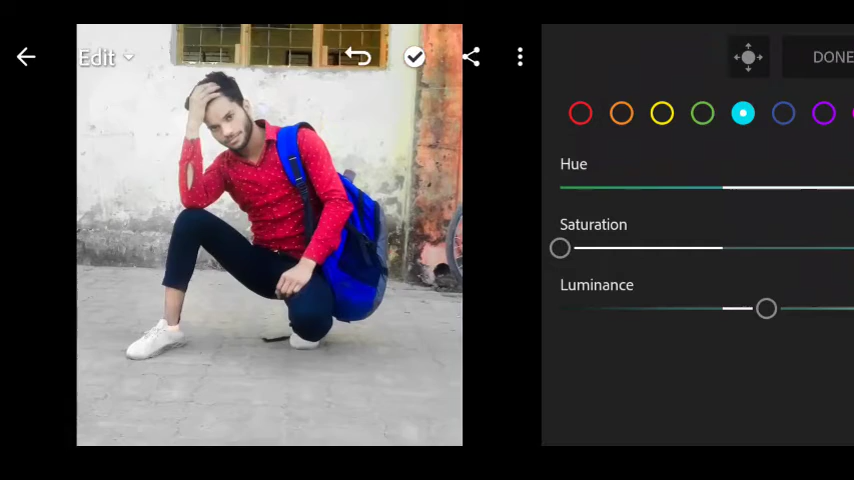 Edit
DONE
Hue
Saturation
Luminance